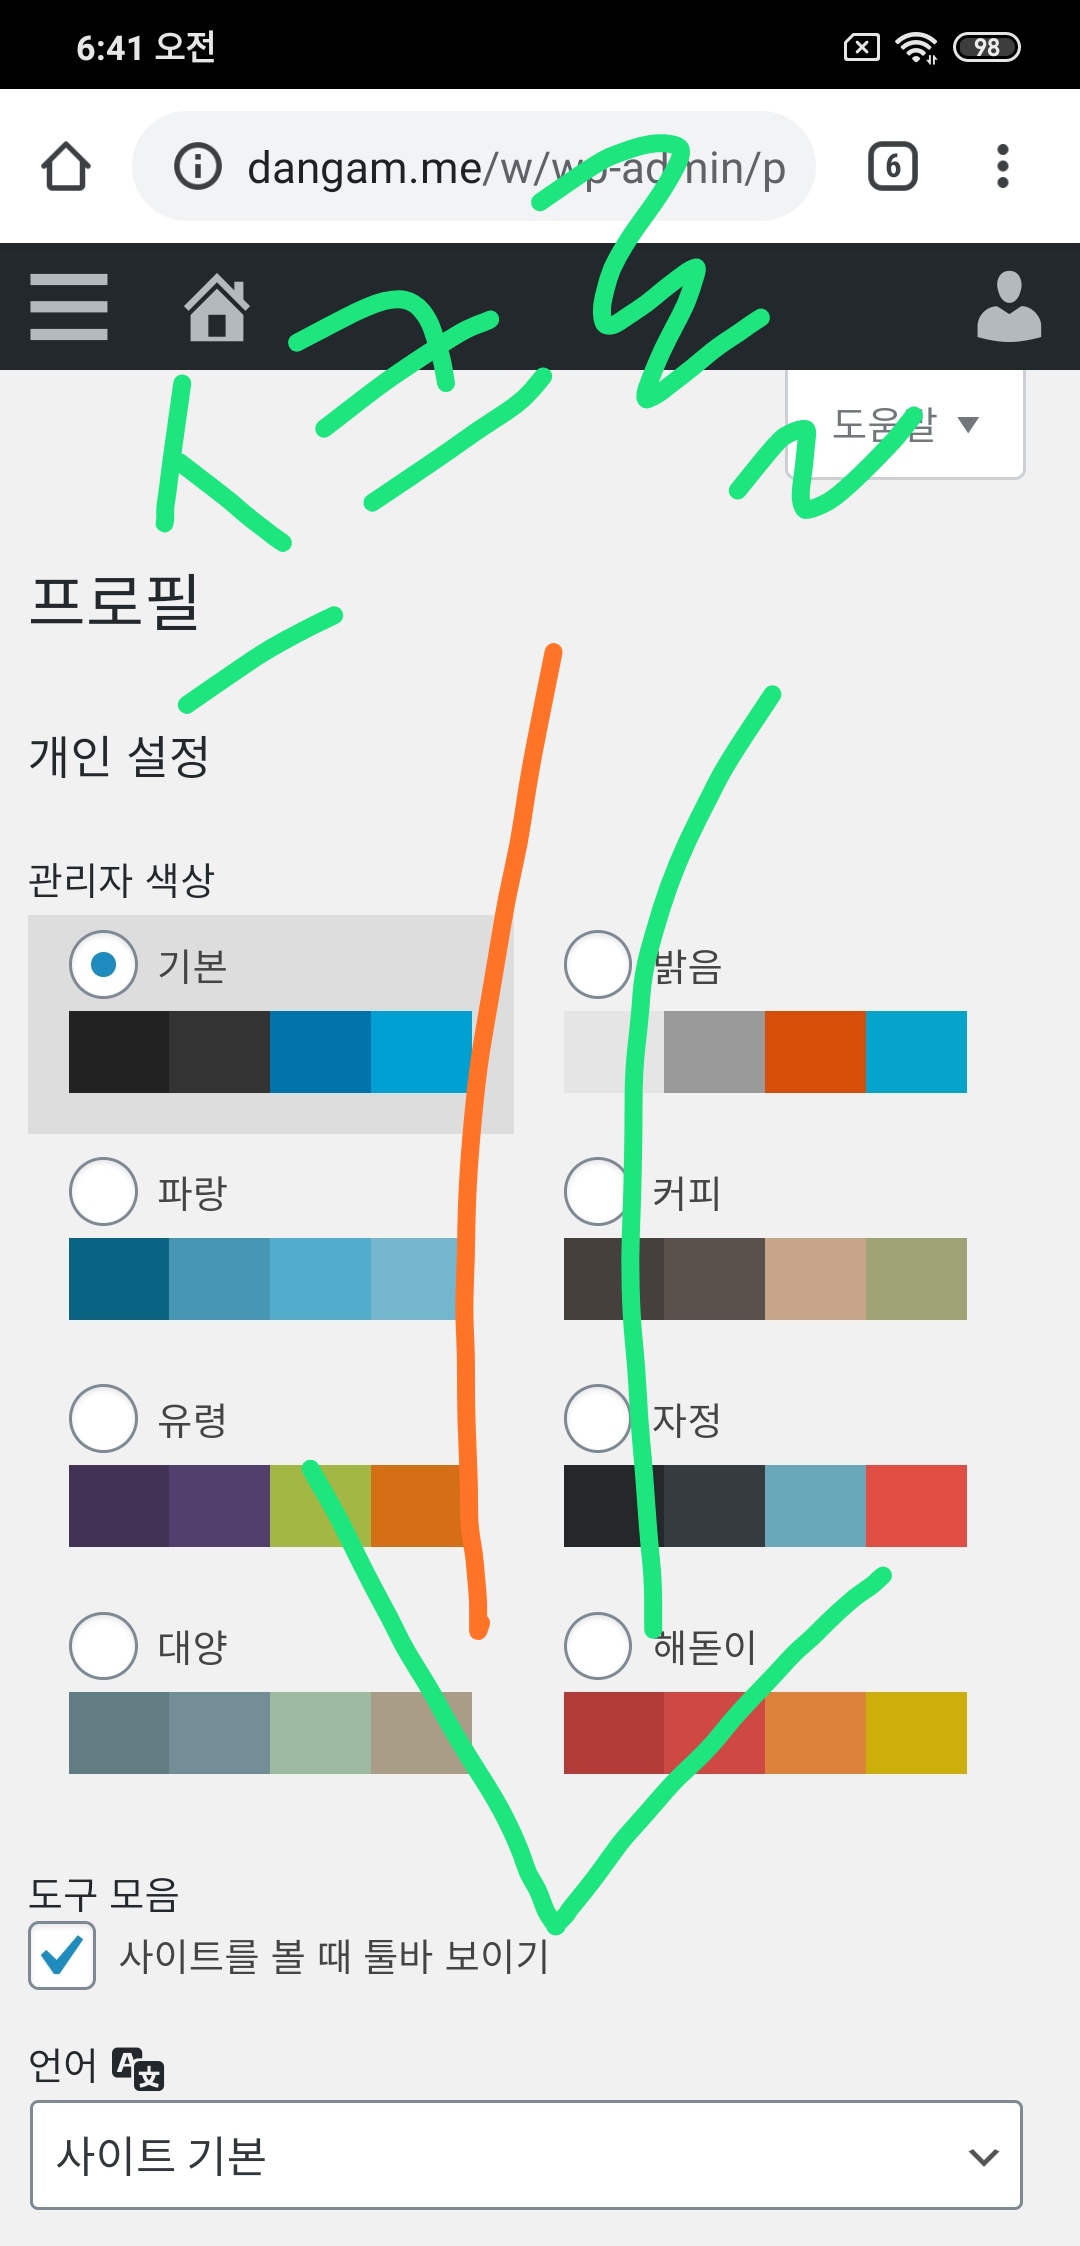 6:41 오전
98
dangam.me/w/wp-admin/p
6
도움말 ▼
스크롤
프로필
개인 설정
관리자 색상
기본
밝음
파랑
커피
유령
자정
대양
해돋이
도구 모음
사이트를 볼 때 툴바 보이기
언어
사이트 기본